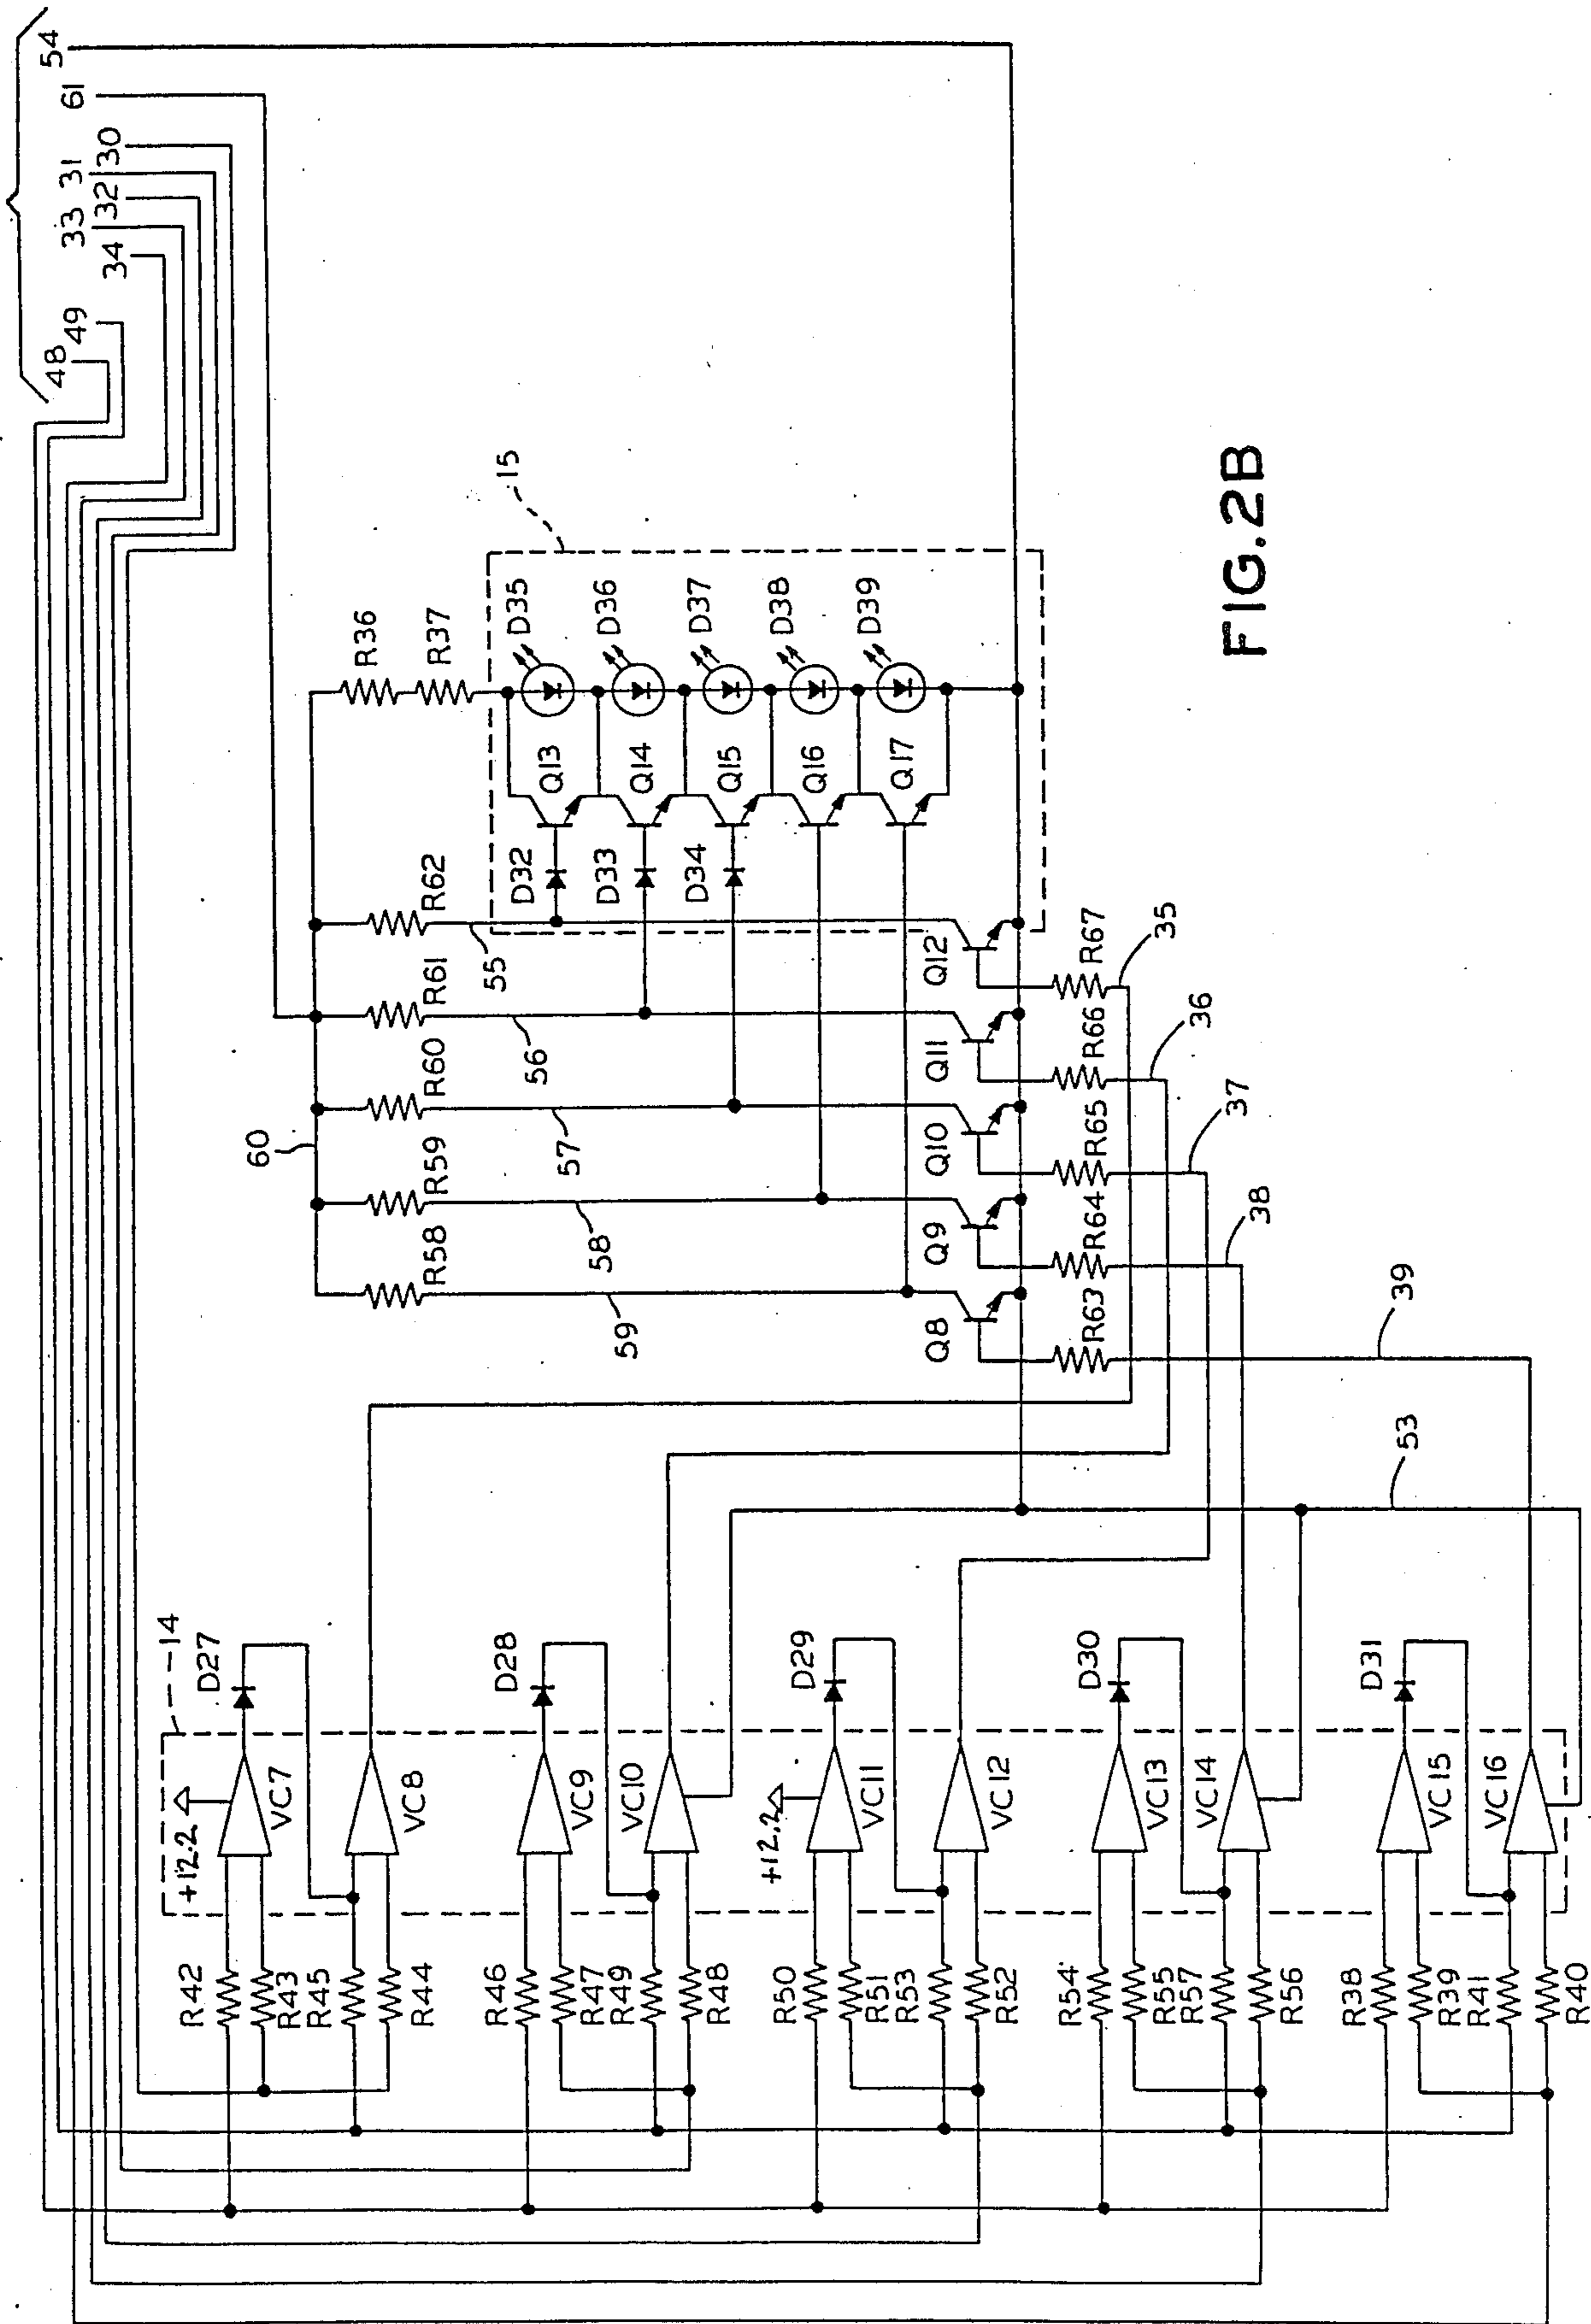 54
61
30
31
32
33
34
49
48
R36
R37
15
D35
D36
D37
D38
D39
Q13
Q14
Q15
Q16
Q17
D32
D33
D34
R62
R61
R60
R59
R58
55
56
57
58
59
60
Q12
Q11
Q10
Q9
Q8
R67
R66
R65
R64
R63
35
36
37
38
39
53
14
D27
D28
D29
D30
D31
+12.2
+12.2
VC7
VC8
VC9
VC10
VC11
VC12
VC13
VC14
VC15
VC16
R42
R43
R45
R44
R46
R47
R49
R48
R50
R51
R53
R52
R54
R55
R57
R56
R38
R39
R41
R40
FIG.2B